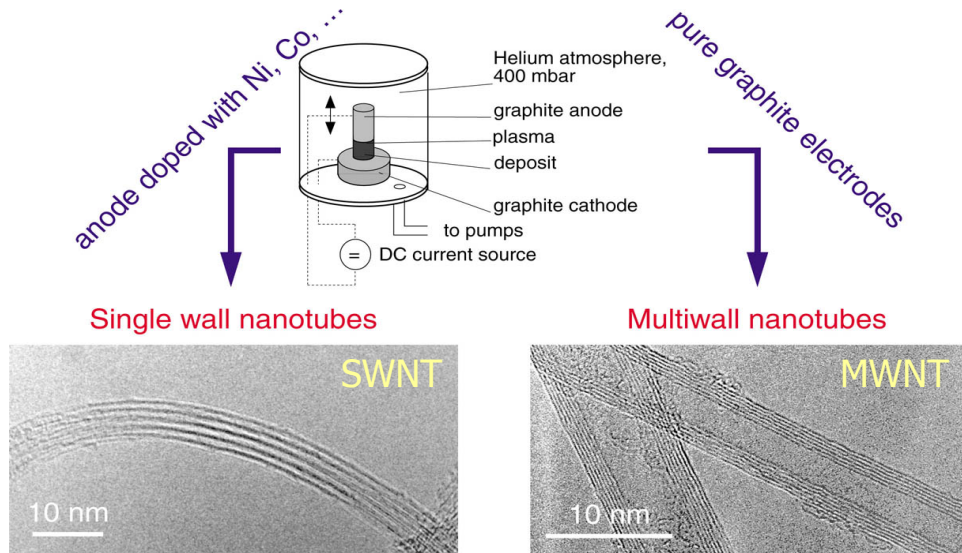 anode doped with Ni, Co, ...
Helium atmosphere,
400 mbar
graphite anode
plasma
deposit
graphite cathode
to pumps
= DC current source
pure graphite electrodes
Single wall nanotubes
Multiwall nanotubes
SWNT
10 nm
MWNT
10 nm